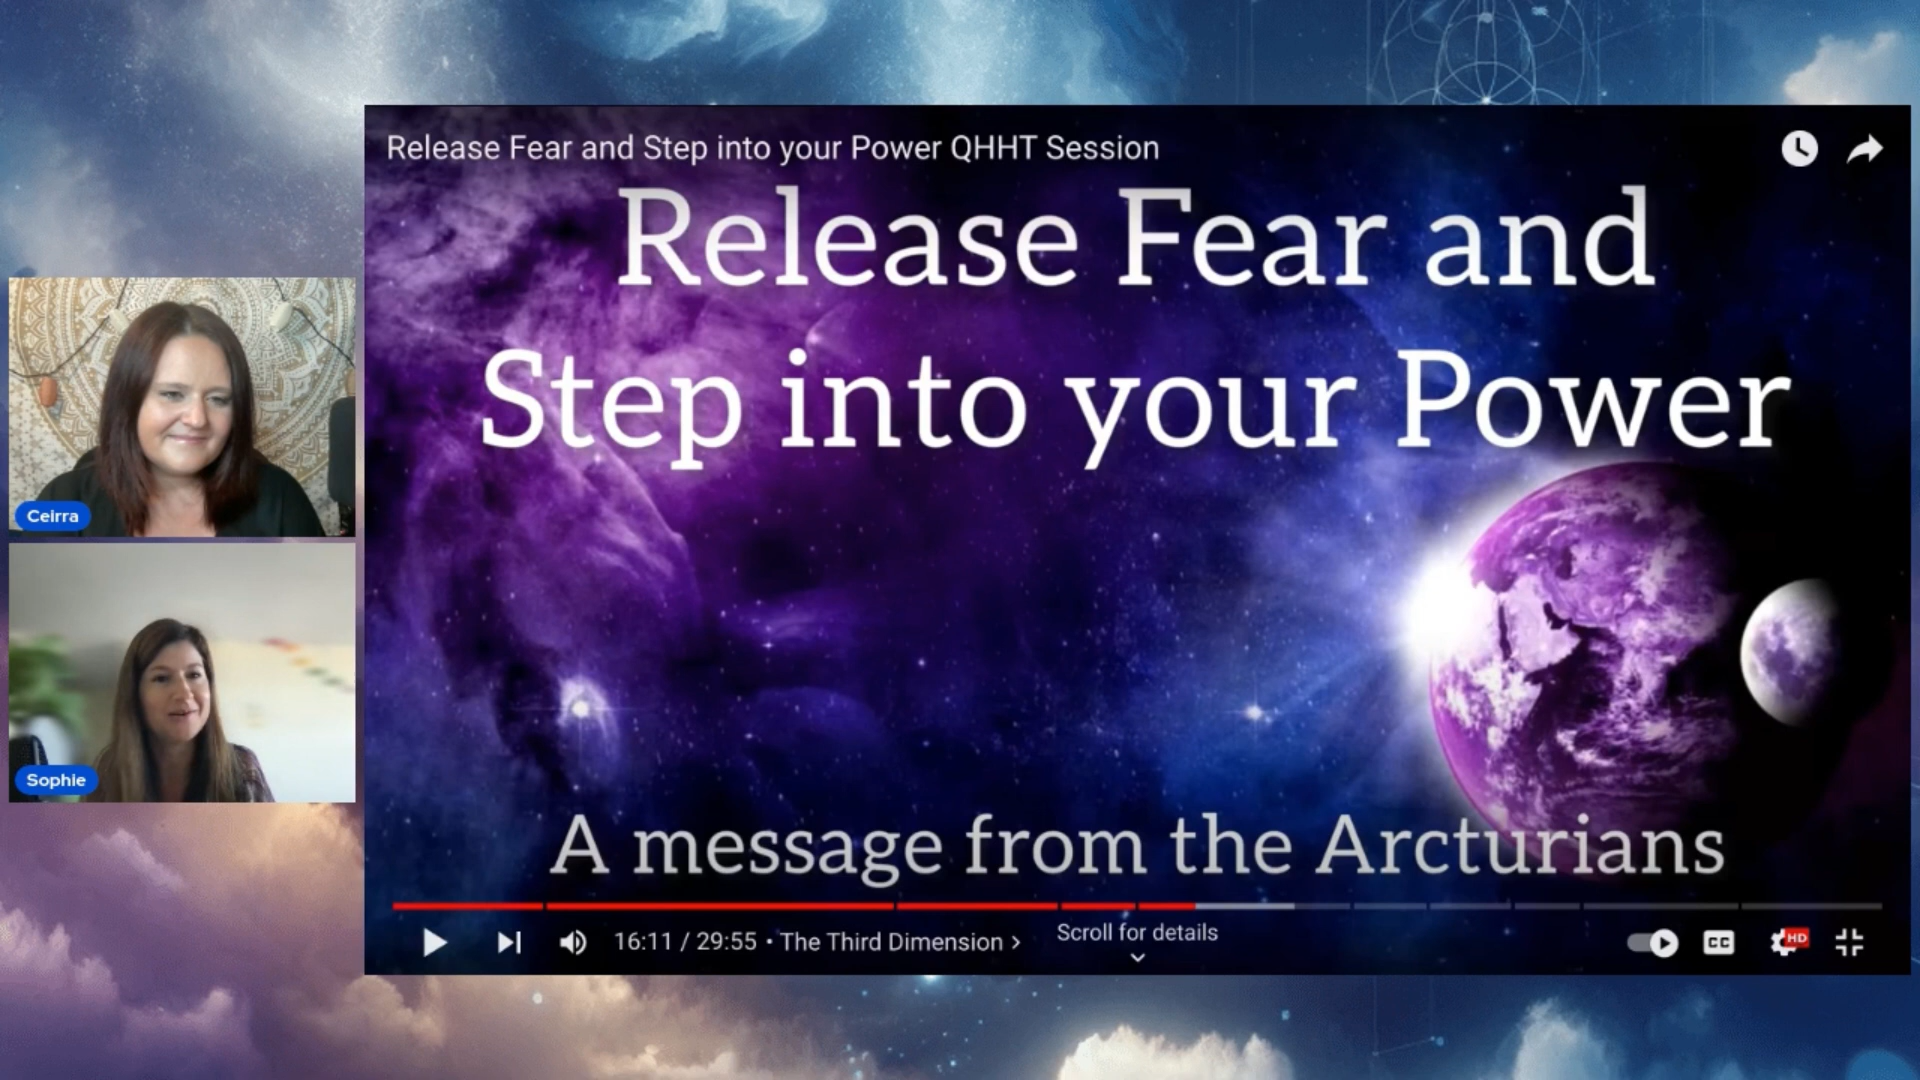 Release Fear and Step into your Power QHHT Session
Release Fear and
Step into your Power
Ceirra
Sophie
A message from the Arcturians
16:11 / 29:55 • The Third Dimension
Scroll for details
CC
HD